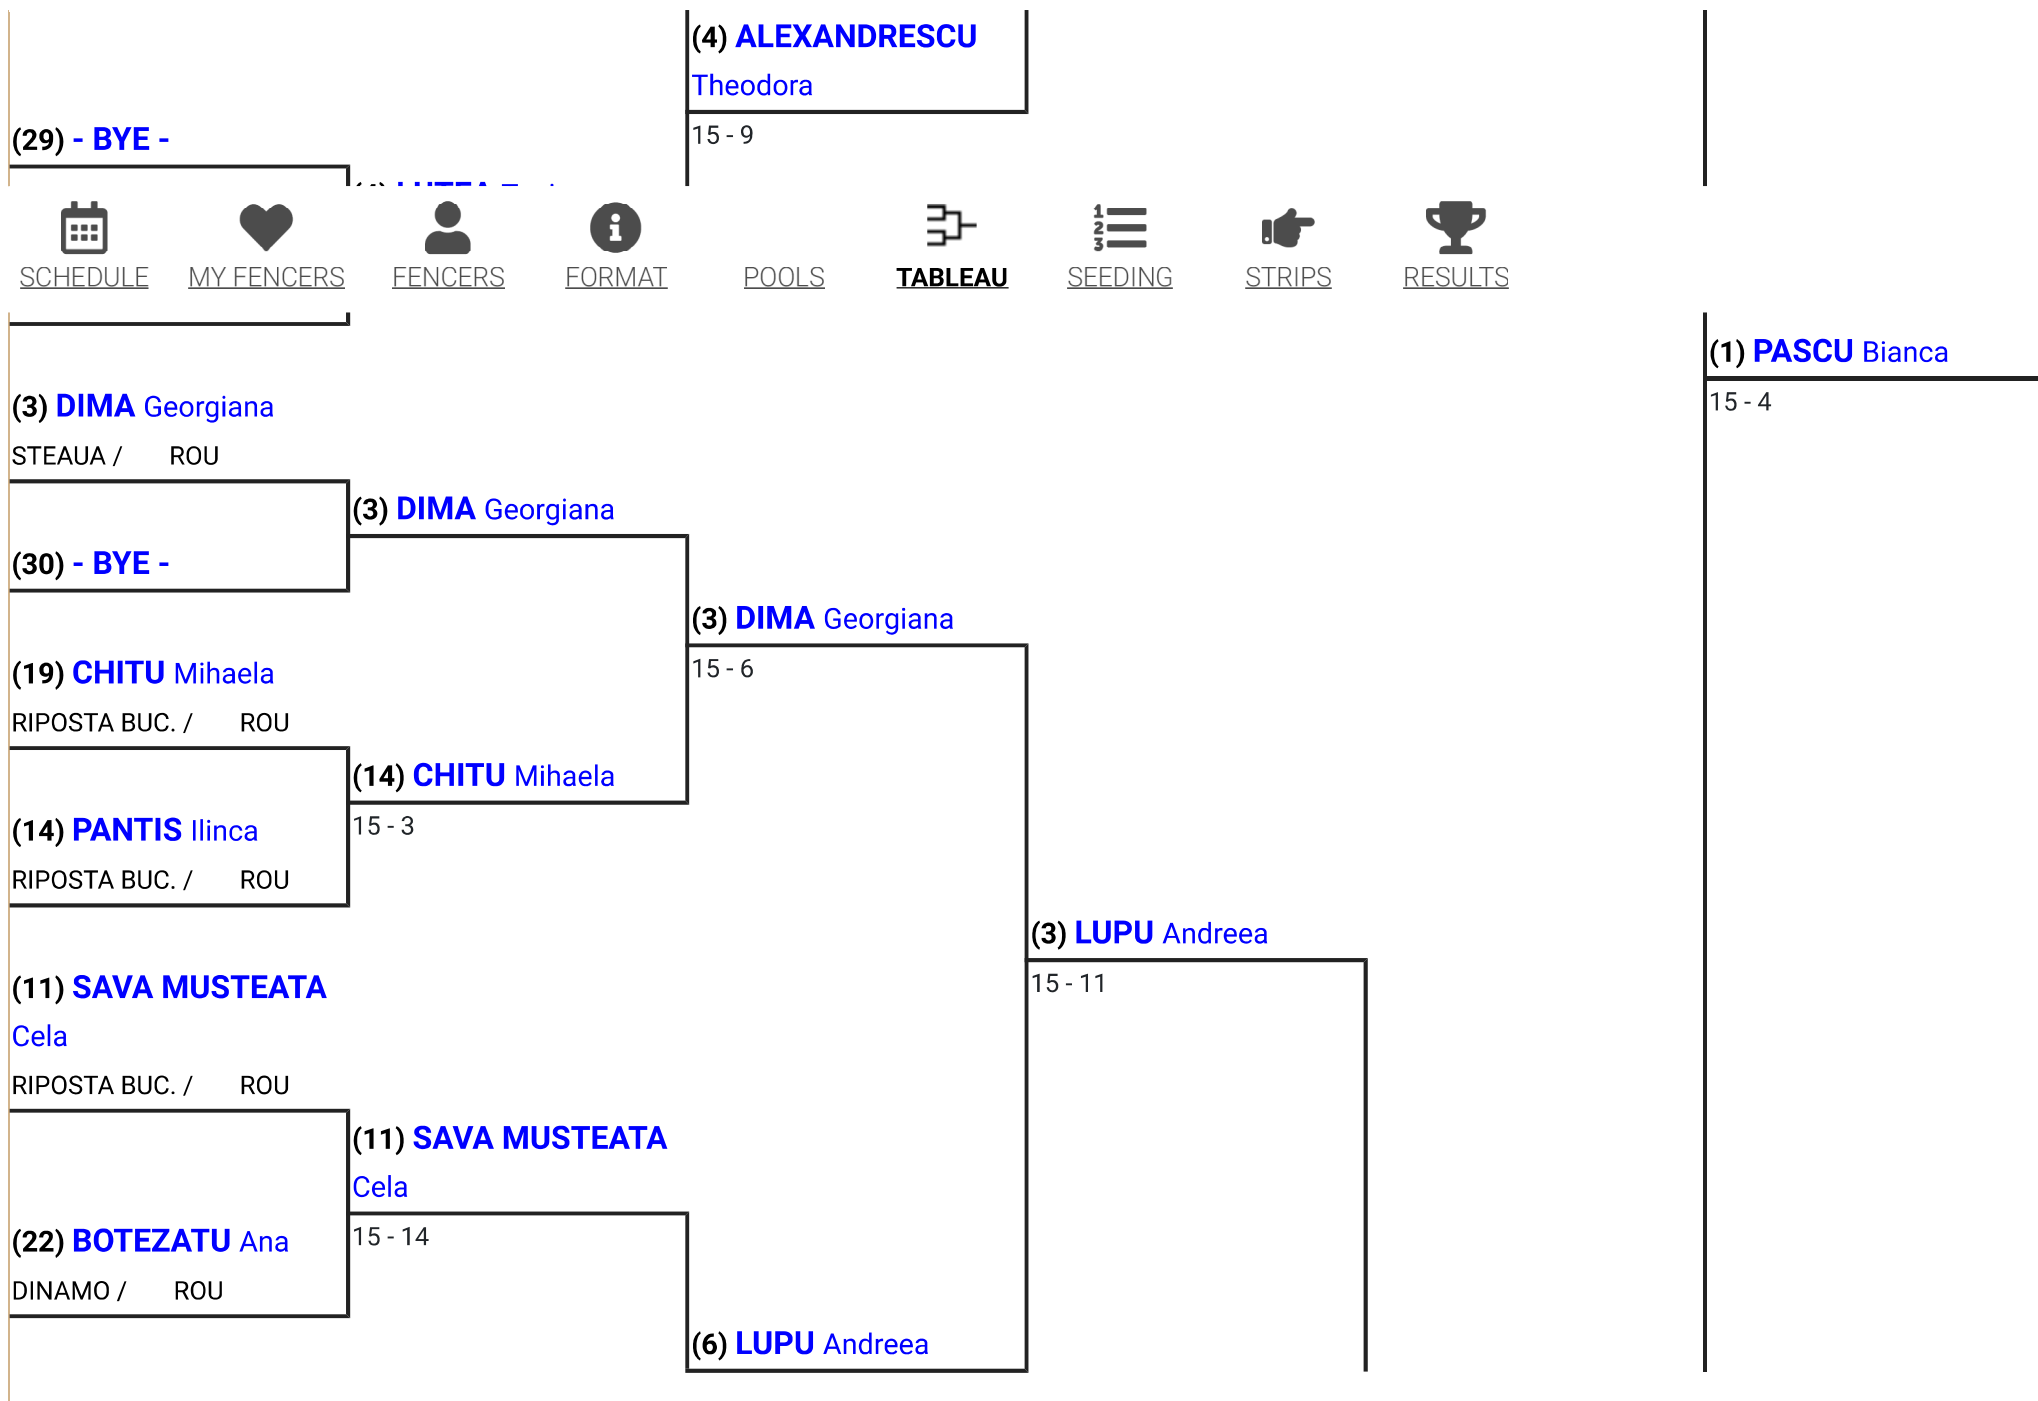 (4) ALEXANDRESCU
Theodora
15 - 9
(29) - BYE -
SCHEDULE
MY FENCERS
FENCERS
FORMAT
POOLS
TABLEAU
SEEDING
STRIPS
RESULTS
(1) PASCU Bianca
15 - 4
(3) DIMA Georgiana
STEAUA / ROU
(3) DIMA Georgiana
(30) - BYE -
(3) DIMA Georgiana
15 - 6
(19) CHITU Mihaela
RIPOSTA BUC. / ROU
(14) CHITU Mihaela
15 - 3
(14) PANTIS Ilinca
RIPOSTA BUC. / ROU
(3) LUPU Andreea
15 - 11
(11) SAVA MUSTEATA
Cela
RIPOSTA BUC. / ROU
(11) SAVA MUSTEATA
Cela
15 - 14
(22) BOTEZATU Ana
DINAMO / ROU
(6) LUPU Andreea